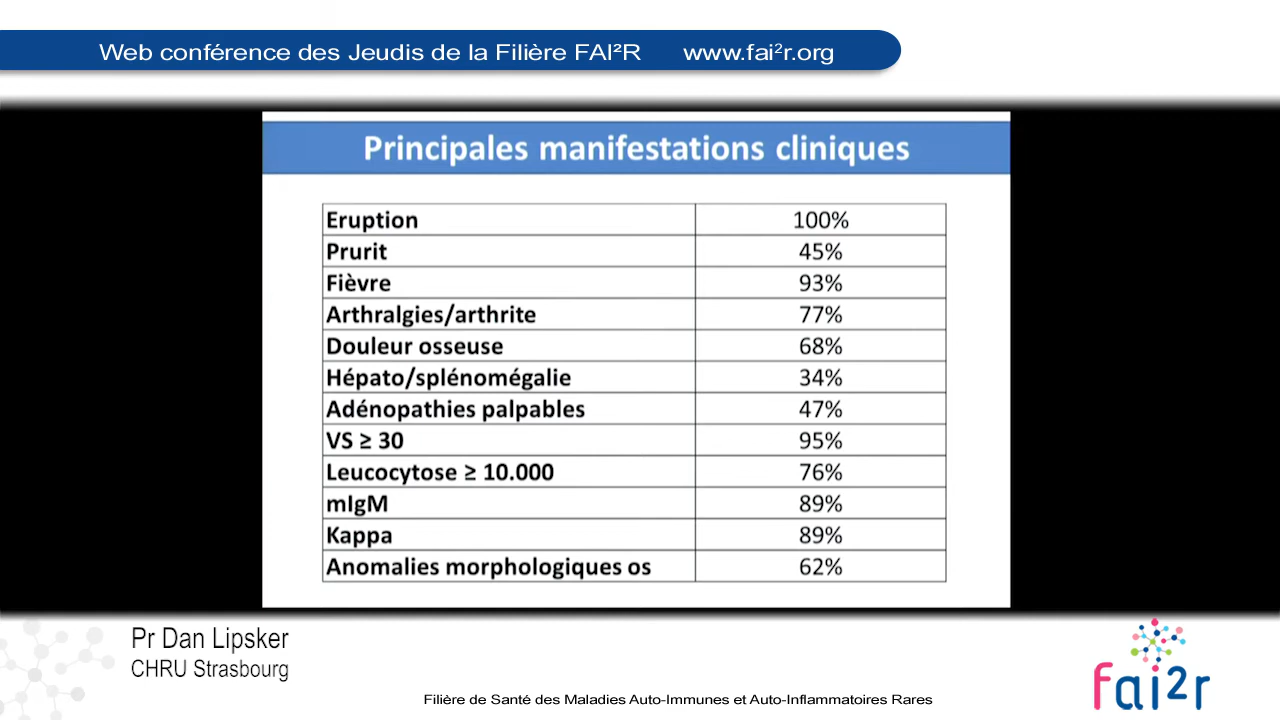 Web conférence des Jeudis de la Filière FAI²R www.fai²r.org
Principales manifestations cliniques
Eruption 100%
Prurit 45%
Fièvre 93%
Arthralgies/arthrite 77%
Douleur osseuse 68%
Hépato/splénomégalie 34%
Adénopathies palpables 47%
VS ≥ 30 95%
Leucocytose ≥ 10.000 76%
mIgM 89%
Kappa 89%
Anomalies morphologiques os 62%
Pr Dan Lipsker
CHRU Strasbourg
Filière de Santé des Maladies Auto-Immunes et Auto-Inflammatoires Rares
fai2r